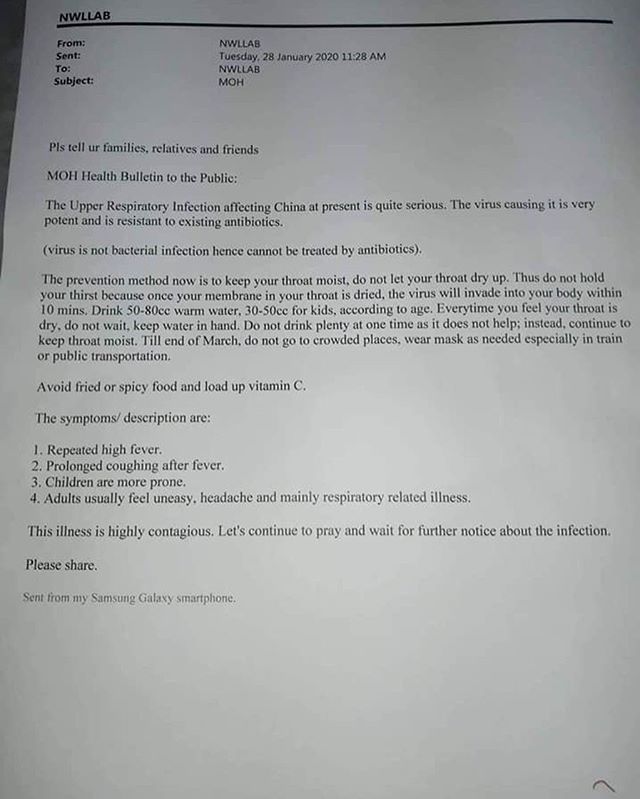 NWLLAB
From: NWLLAB
Sent: Tuesday, 28 January 2020 11:28 AM
To: NWLLAB
Subject: MOH
Pls tell ur families, relatives and friends
MOH Health Bulletin to the Public:
The Upper Respiratory Infection affecting China at present is quite serious. The virus causing it is very
potent and is resistant to existing antibiotics.
(virus is not bacterial infection hence cannot be treated by antibiotics).
The prevention method now is to keep your throat moist, do not let your throat dry up. Thus do not hold
your thirst because once your membrane in your throat is dried, the virus will invade into your body within
10 mins. Drink 50-80cc warm water, 30-50cc for kids, according to age. Everytime you feel your throat is
dry, do not wait, keep water in hand. Do not drink plenty at one time as it does not help; instead, continue to
keep throat moist. Till end of March, do not go to crowded places, wear mask as needed especially in train
or public transportation.
Avoid fried or spicy food and load up vitamin C.
The symptoms/ description are:
1. Repeated high fever.
2. Prolonged coughing after fever.
3. Children are more prone.
4. Adults usually feel uneasy, headache and mainly respiratory related illness.
This illness is highly contagious. Let's continue to pray and wait for further notice about the infection.
Please share.
Sent from my Samsung Galaxy smartphone.